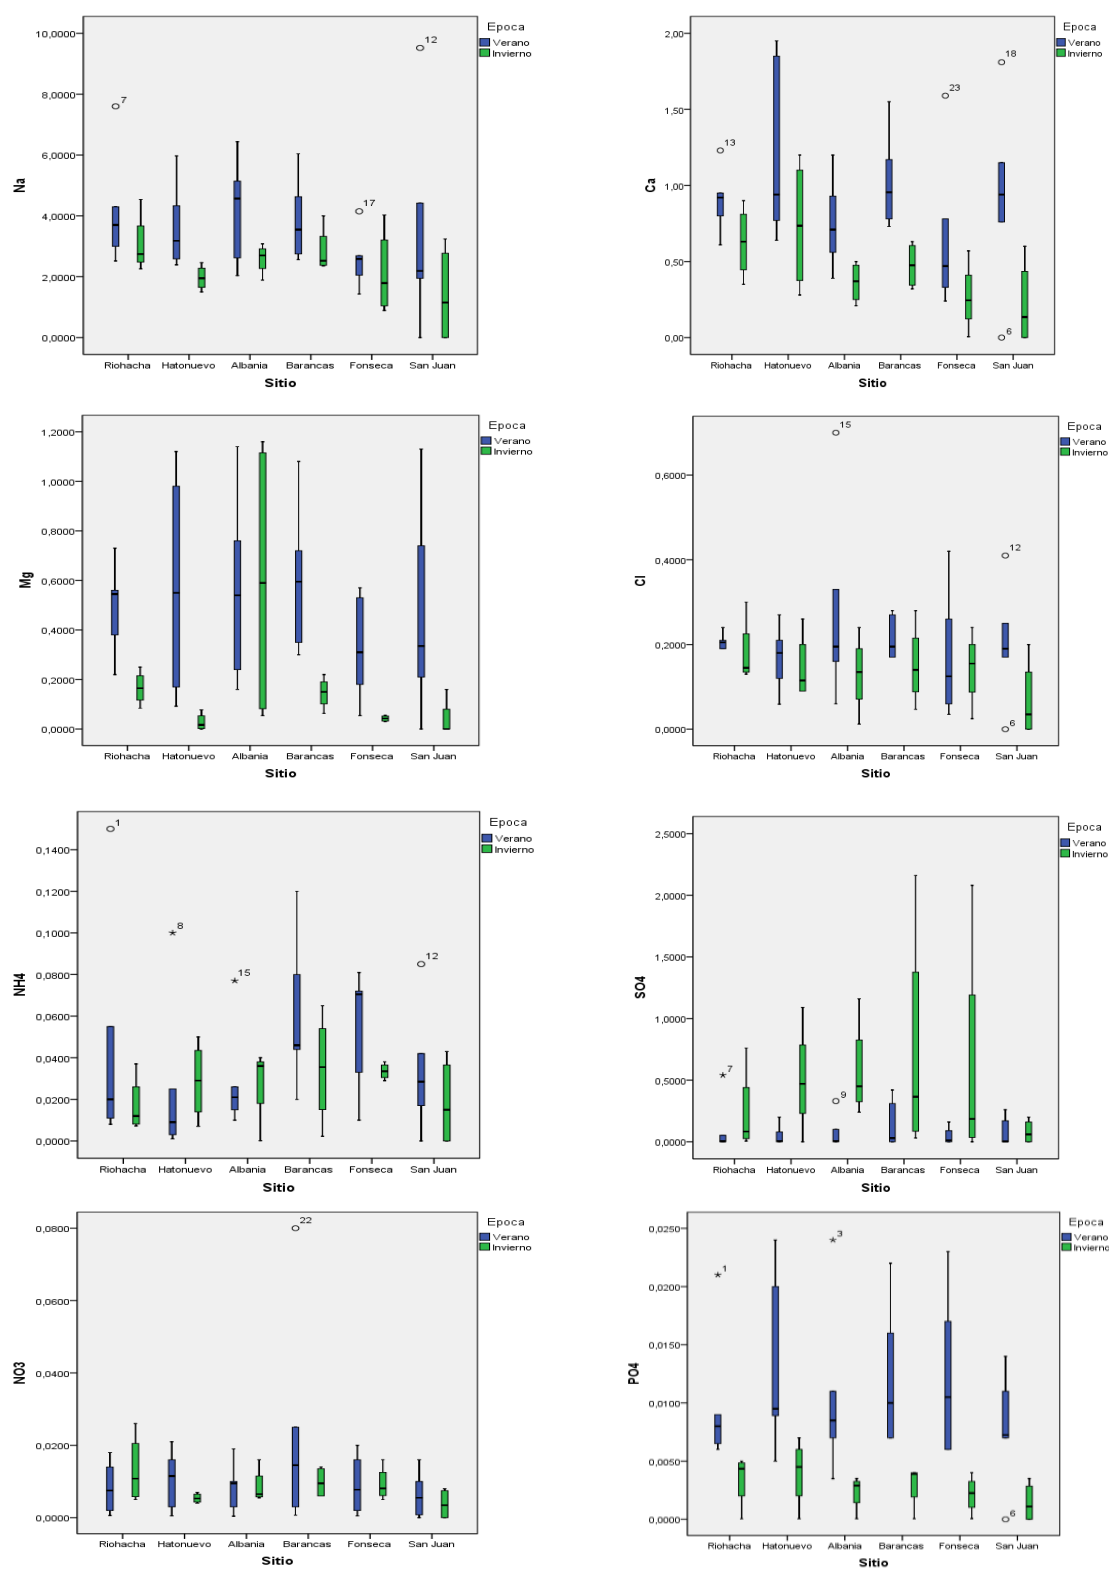 Epoca
Verano
Invierno
Na
10,0000
8,0000
6,0000
4,0000
2,0000
0,0000
7
12
17
Riohacha Hatonuevo Albania Barancas Fonseca San Juan
Sitio
Epoca
Verano
Invierno
Ca
2,00
1,50
1,00
0,50
0,00
13
23
18
6
Riohacha Hatonuevo Albania Barancas Fonseca San Juan
Sitio
Epoca
Verano
Invierno
Mg
1,2000
1,0000
0,8000
0,6000
0,4000
0,2000
0,0000
Riohacha Hatonuevo Albania Barancas Fonseca San Juan
Sitio
Epoca
Verano
Invierno
Cl
0,6000
0,4000
0,2000
0,0000
15
12
6
Riohacha Hatonuevo Albania Barancas Fonseca San Juan
Sitio
Epoca
Verano
Invierno
NH4
0,1400
0,1200
0,1000
0,0800
0,0600
0,0400
0,0200
0,0000
1
8
15
12
Riohacha Hatonuevo Albania Barancas Fonseca San Juan
Sitio
Epoca
Verano
Invierno
SO4
2,5000
2,0000
1,5000
1,0000
0,5000
0,0000
7
9
Riohacha Hatonuevo Albania Barancas Fonseca San Juan
Sitio
Epoca
Verano
Invierno
NO3
0,0800
0,0600
0,0400
0,0200
0,0000
22
Riohacha Hatonuevo Albania Barancas Fonseca San Juan
Sitio
Epoca
Verano
Invierno
PO4
0,0250
0,0200
0,0150
0,0100
0,0050
0,0000
1
3
6
Riohacha Hatonuevo Albania Barancas Fonseca San Juan
Sitio